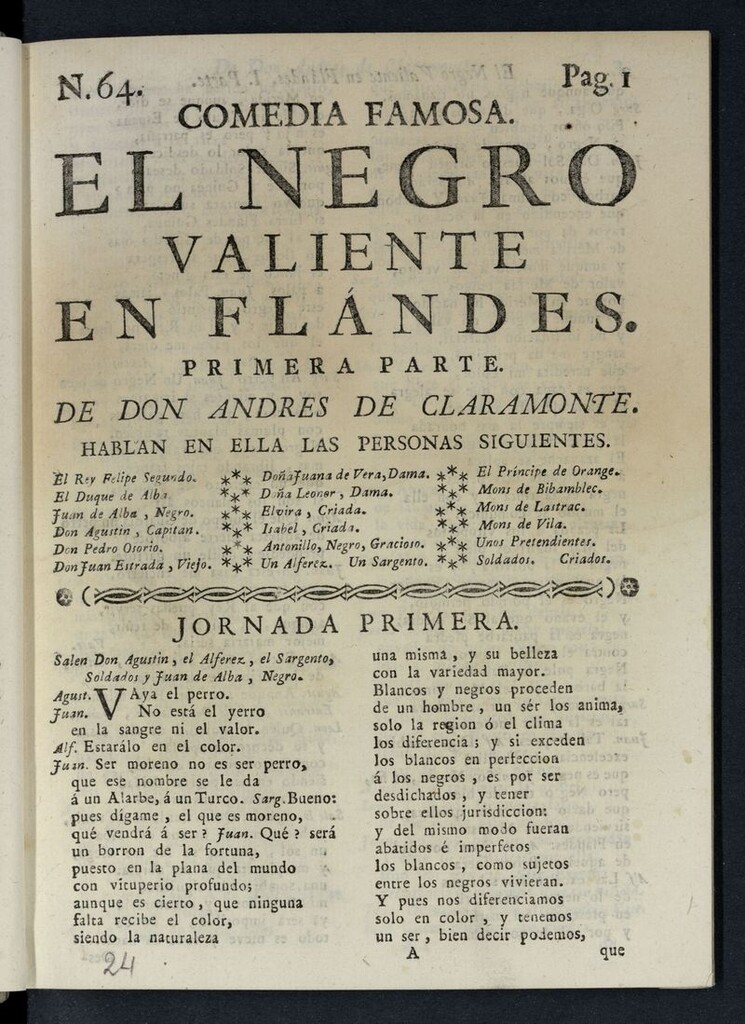 N.64.
Pag. 1
COMEDIA FAMOSA.
EL NEGRO
VALIENTE
EN FLÁNDES.
PRIMERA PARTE.
DE DON ANDRES DE CLARAMONTE.
HABLAN EN ELLA LAS PERSONAS SIGUIENTES.
El Rey Felipe Segundo.
El Duque de Alba.
Juan de Alba, Negro.
Don Agustin, Capitan.
Don Pedro Osorio.
Don Juan Estrada, Viejo.
Doña Juana de Vera, Dama.
Doña Leonor, Dama.
Elvira, Criada.
Isabel, Criada.
Antonillo, Negro, Gracioso.
Un Alferez. Un Sargento.
El Príncipe de Orange.
Mons de Bibamblec.
Mons de Lastrac.
Mons de Vila.
Unos Pretendientes.
Soldados. Criados.
JORNADA PRIMERA.
Salen Don Agustin, el Alferez, el Sargento,
Soldados y Juan de Alba, Negro.
Agust. VAya el perro.
Juan. No está el yerro
en la sangre ni el valor.
Alf. Estarálo en el color.
Juan. Ser moreno no es ser perro,
que ese nombre se le da
á un Alarbe, á un Turco. Sarg. Bueno:
pues dígame, el que es moreno,
qué vendrá á ser? Juan. Qué? será
un borron de la fortuna,
puesto en la plana del mundo
con vituperio profundo;
aunque es cierto, que ninguna
falta recibe el color,
siendo la naturaleza
una misma, y su belleza
con la variedad mayor.
Blancos y negros proceden
de un hombre, un sér los anima,
solo la region ó el clima
los diferencia; y si exceden
los blancos en perfeccion
á los negros, es por ser
desdichados, y tener
sobre ellos jurisdiccion:
y del mismo modo fueran
abatidos é imperfetos
los blancos, como sujetos
entre los negros vivieran.
Y pues nos diferenciamos
solo en color, y tenemos
un ser, bien decir podemos,
A
que
24